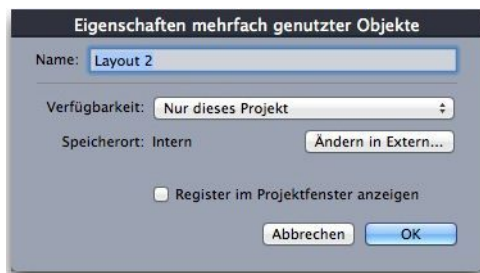 Eigenschaften mehrfach genutzter Objekte
Name: Layout 2
Verfügbarkeit: Nur dieses Projekt
Speicherort: Intern Ändern in Extern...
Register im Projektfenster anzeigen
Abbrechen OK